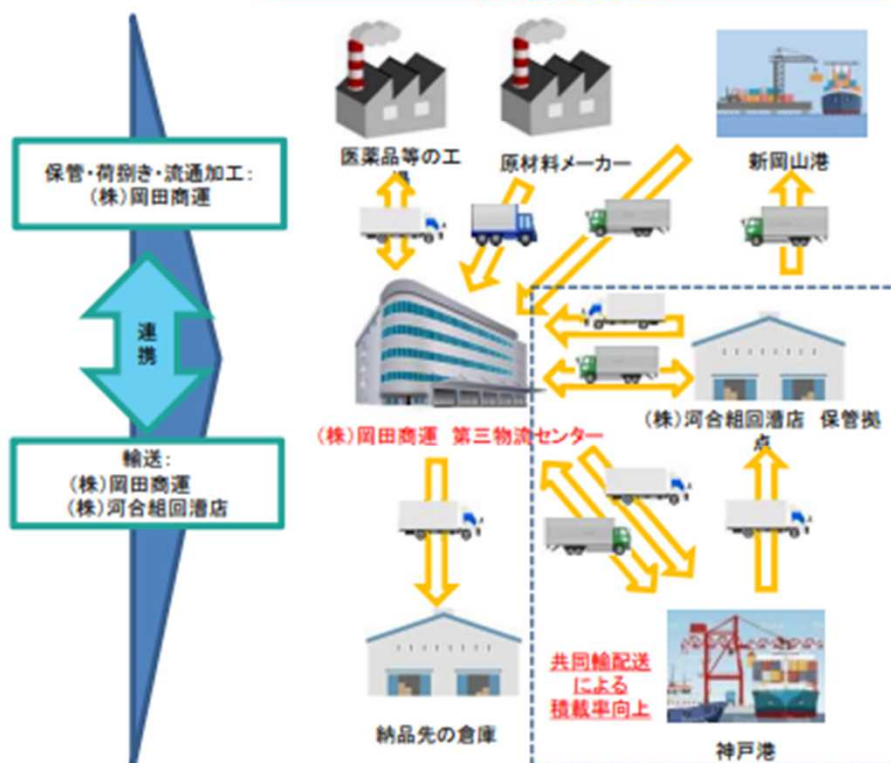 保管・荷捌き・流通加工:
(株)岡田商運
連
携
輸送:
(株)岡田商運
(株)河合組回漕店
医薬品等の工
原材料メーカー
新岡山港
(株)岡田商運 第三物流センター
(株)河合組回漕店 保管拠
点
共同輸配送
による
積載率向上
納品先の倉庫
神戸港